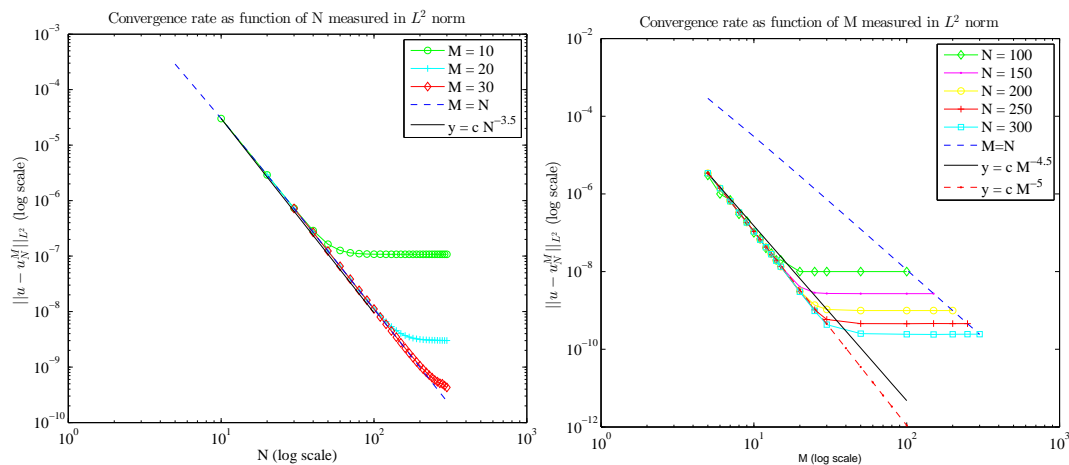 Convergence rate as function of N measured in L² norm
10⁻³
10⁻⁴
10⁻⁵
10⁻⁶
10⁻⁷
10⁻⁸
10⁻⁹
10⁻¹⁰
||u − u_N^M||_{L²} (log scale)
M = 10
M = 20
M = 30
M = N
y = c N⁻³·⁵
10⁰
10¹
10²
10³
N (log scale)
Convergence rate as function of M measured in L² norm
10⁻²
10⁻⁴
10⁻⁶
10⁻⁸
10⁻¹⁰
10⁻¹²
||u − u_N^M||_{L²} (log scale)
N = 100
N = 150
N = 200
N = 250
N = 300
M=N
y = c M⁻⁴·⁵
y = c M⁻⁵
10⁰
10¹
10²
10³
M (log scale)